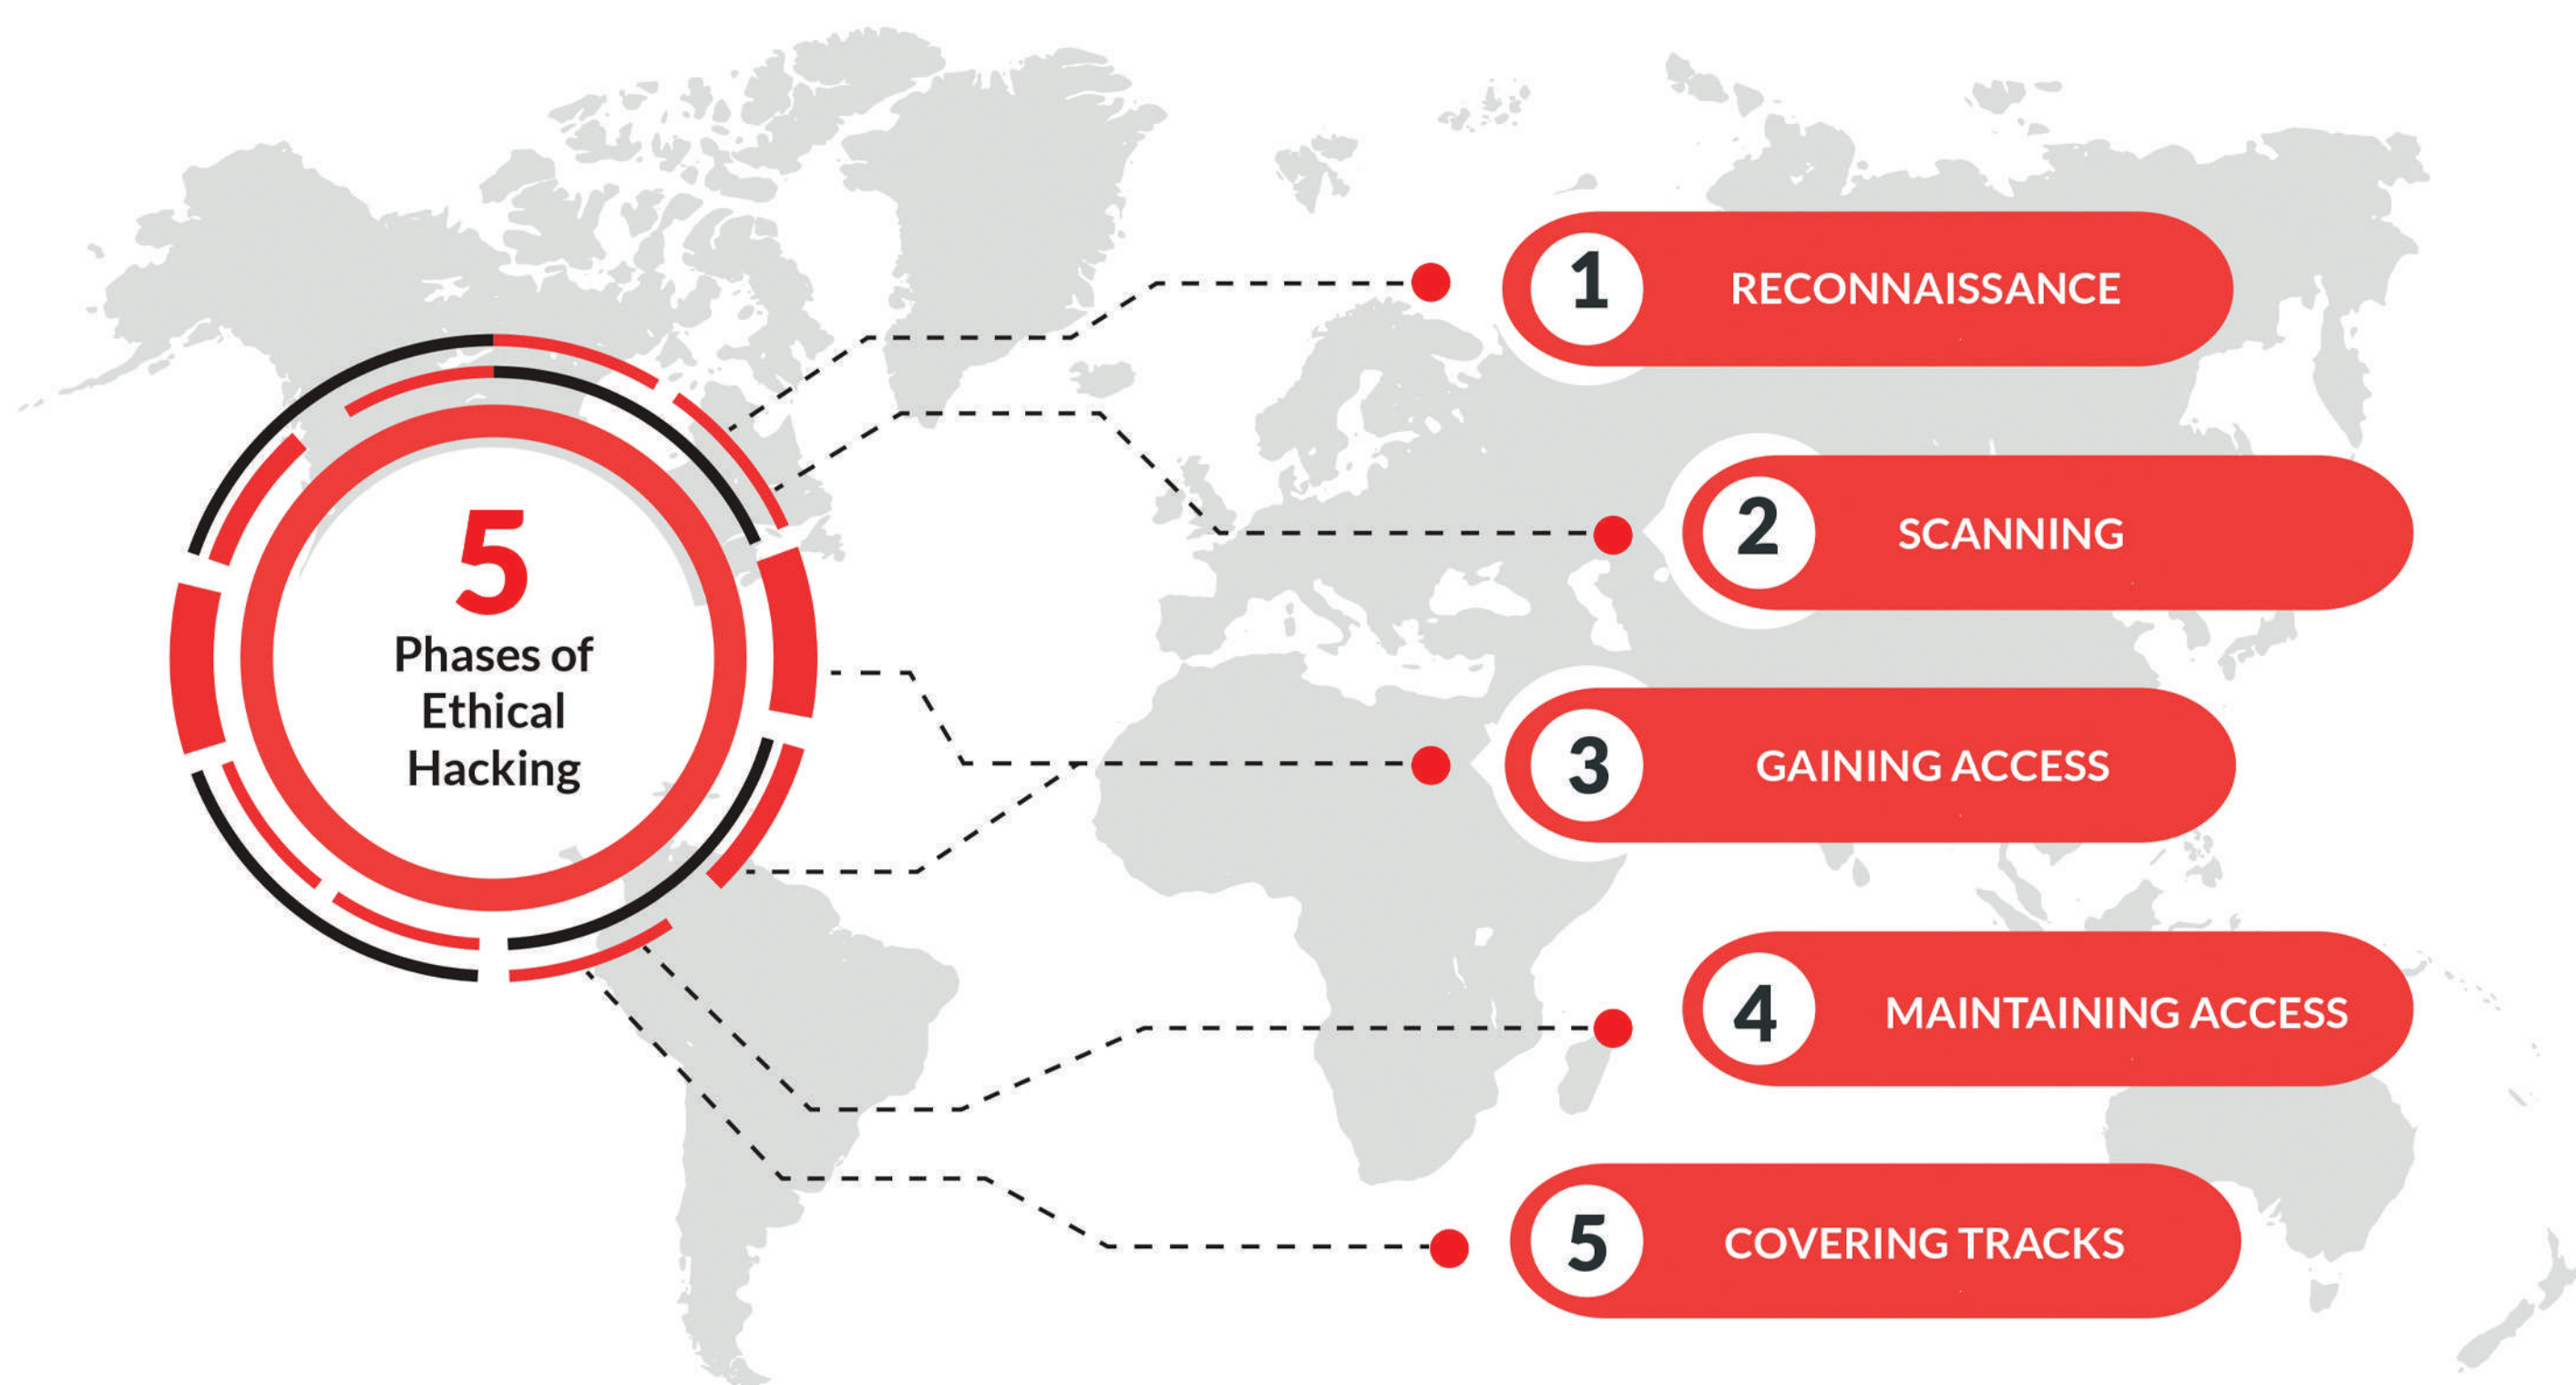 5
Phases of
Ethical
Hacking
1 RECONNAISSANCE
2 SCANNING
3 GAINING ACCESS
4 MAINTAINING ACCESS
5 COVERING TRACKS